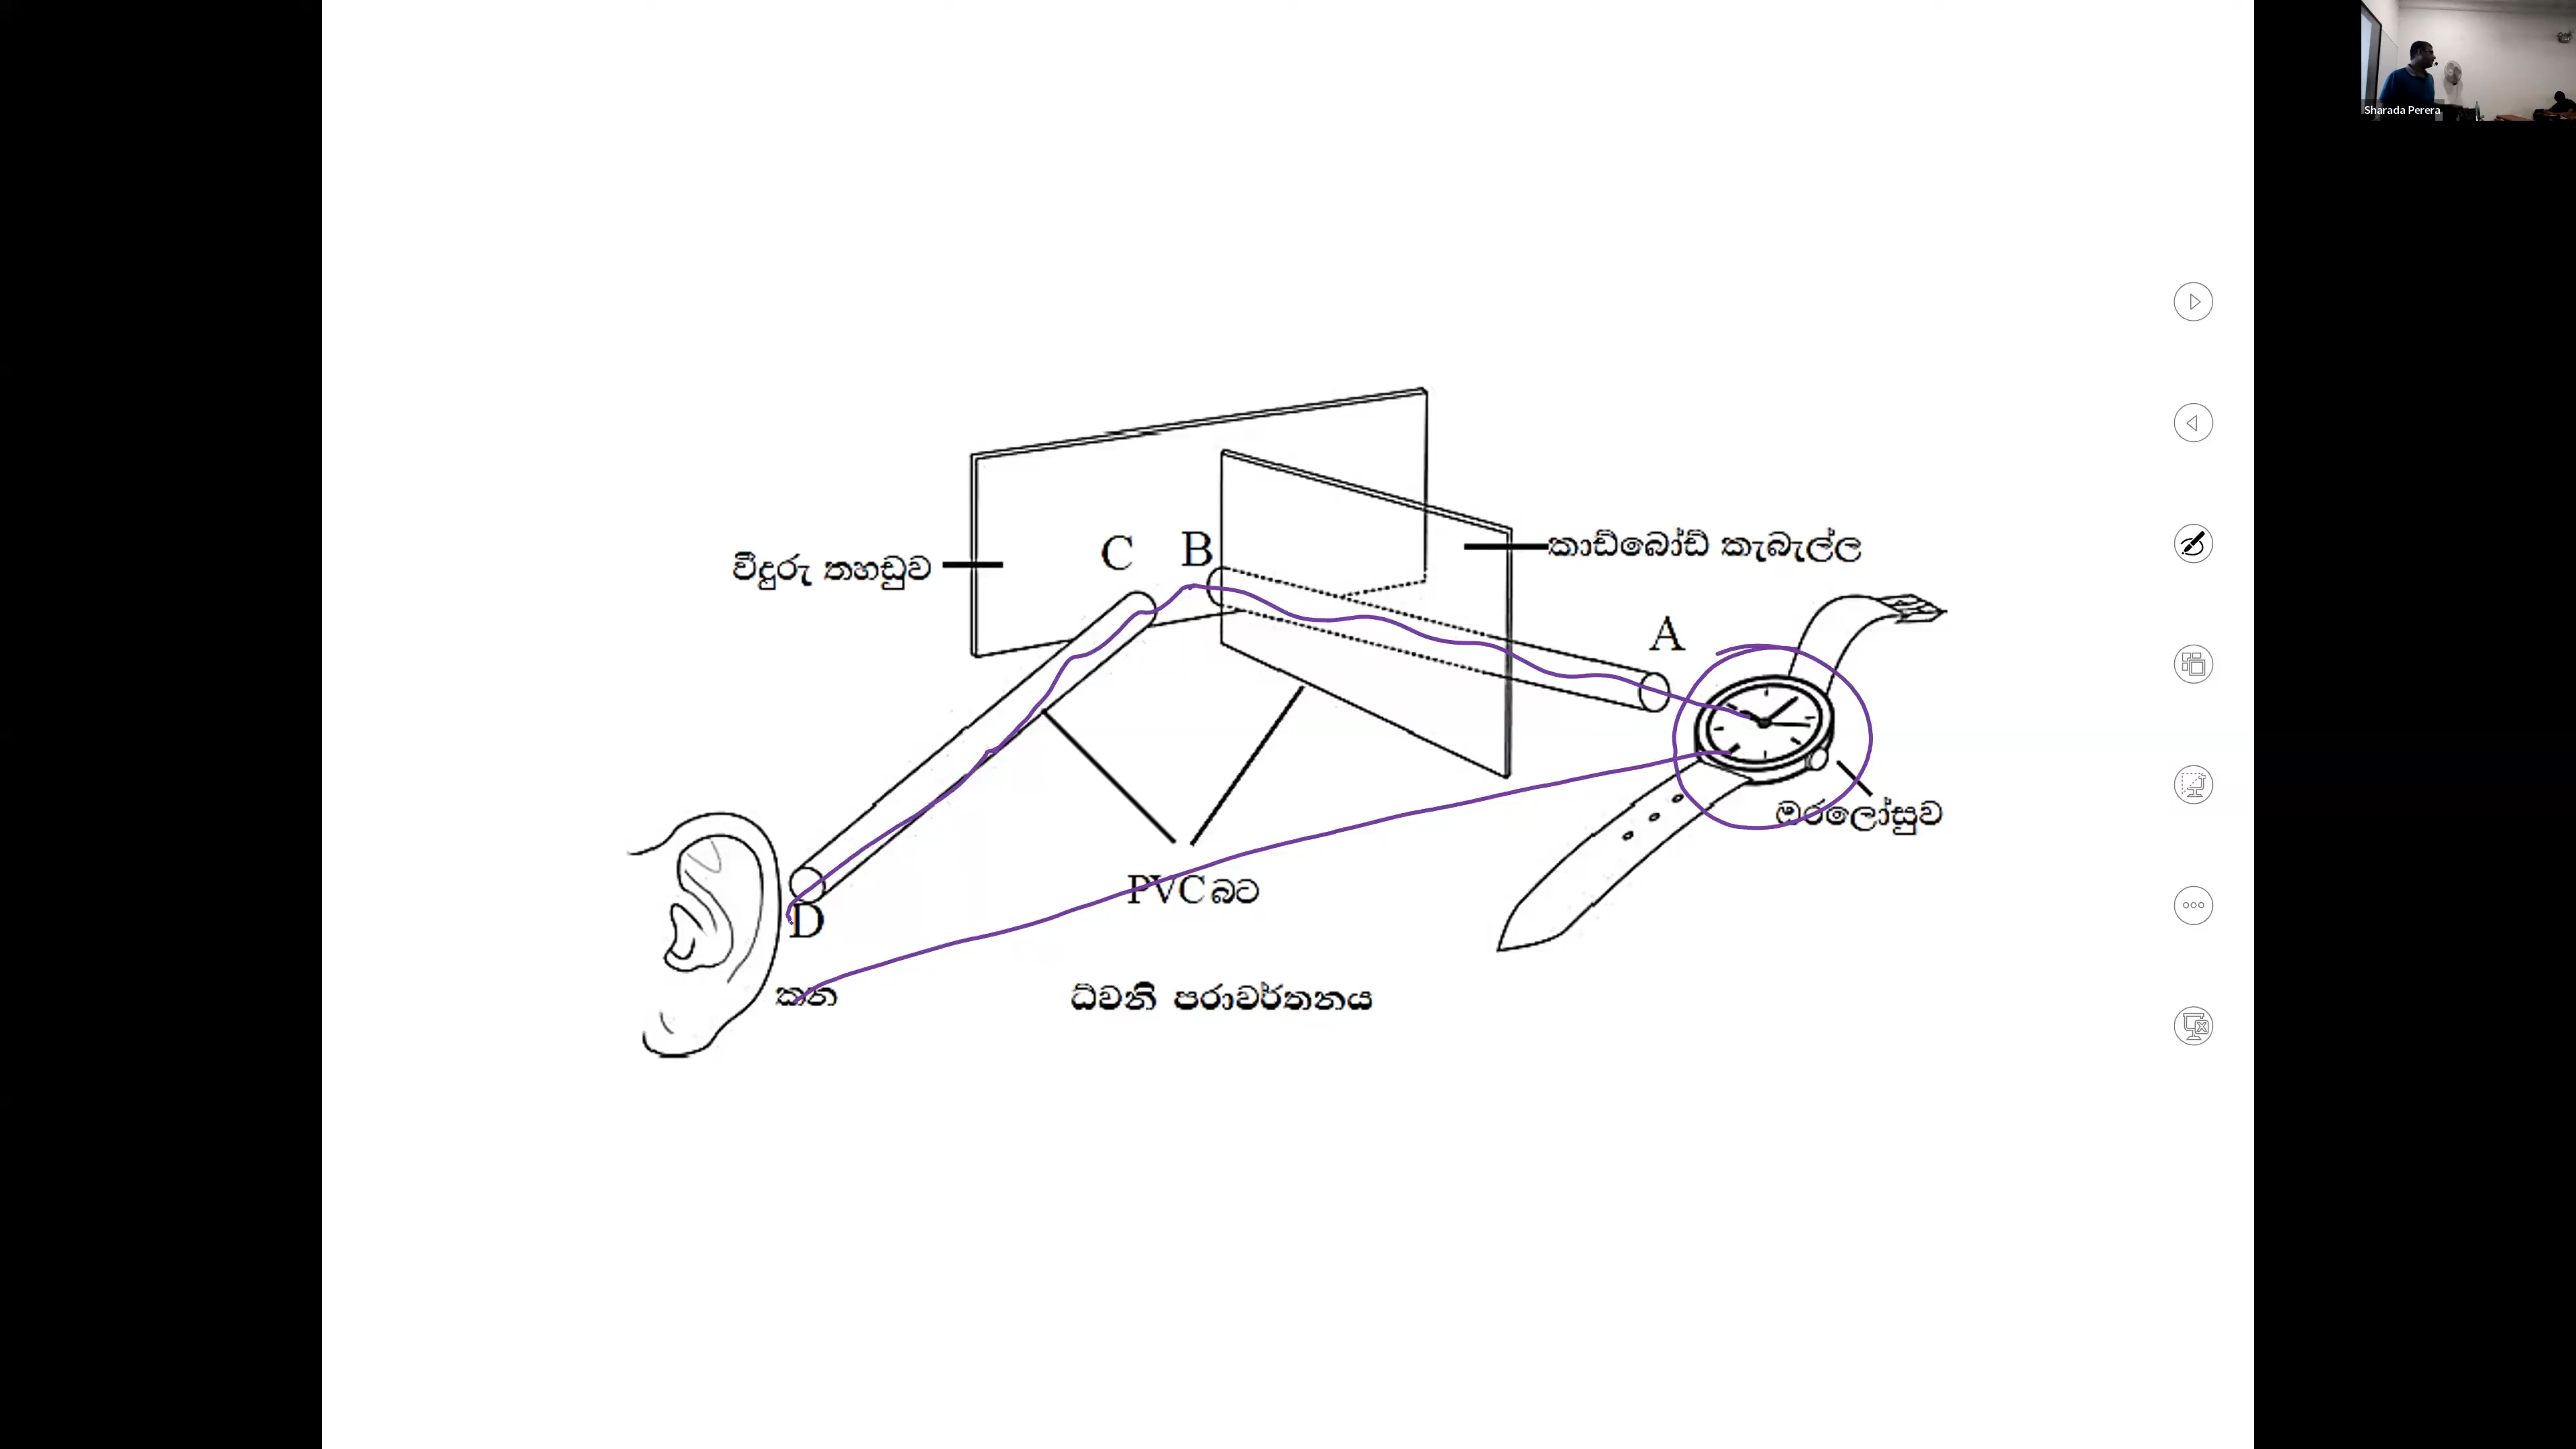 Sharada Perera
C
B
කාඩ්බෝඩ් කැබැල්ල
වීදුරු තහඩුව
A
ඔරලෝසුව
PVC බට
D
කන
ධ්වනි පරාවර්තනය